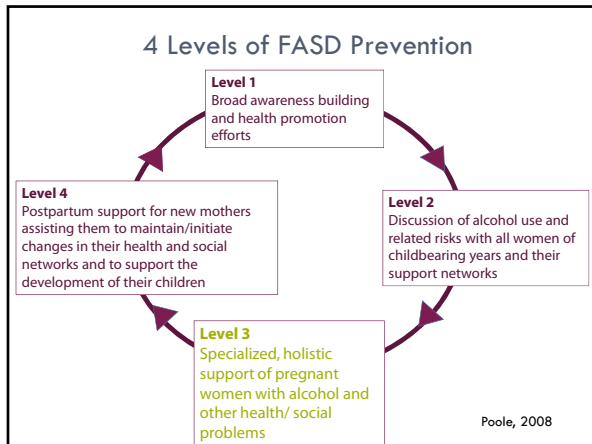 4 Levels of FASD Prevention
Level 1
Broad awareness building
and health promotion
efforts
Level 2
Discussion of alcohol use and
related risks with all women of
childbearing years and their
support networks
Level 3
Specialized, holistic
support of pregnant
women with alcohol and
other health/ social
problems
Level 4
Postpartum support for new mothers
assisting them to maintain/initiate
changes in their health and social
networks and to support the
development of their children
Poole, 2008